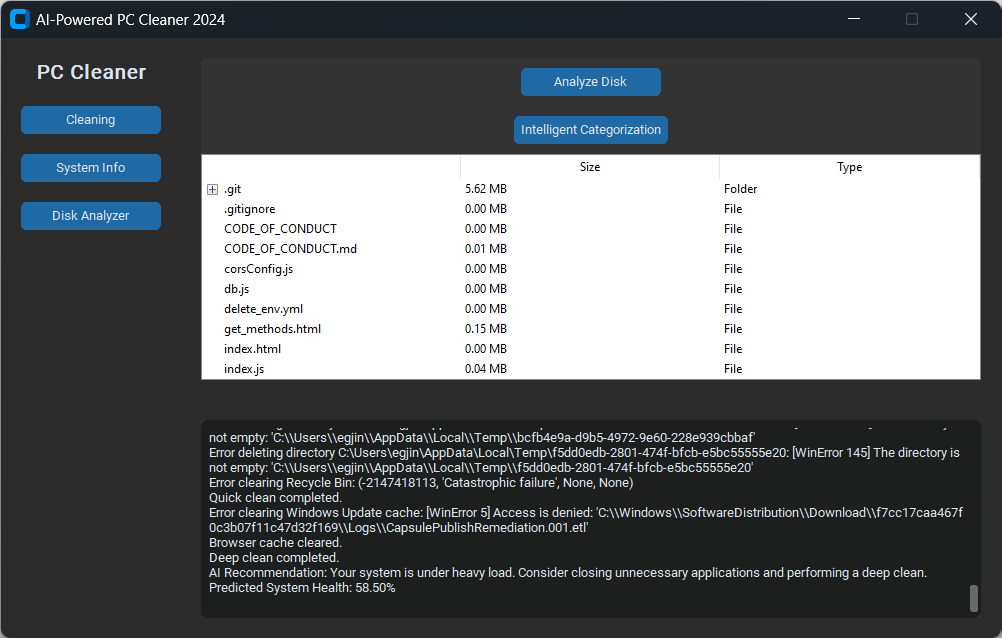 AI-Powered PC Cleaner 2024
PC Cleaner
Cleaning
System Info
Disk Analyzer
Analyze Disk
Intelligent Categorization
Size Type
.git 5.62 MB Folder
.gitignore 0.00 MB File
CODE_OF_CONDUCT 0.00 MB File
CODE_OF_CONDUCT.md 0.01 MB File
corsConfig.js 0.00 MB File
db.js 0.00 MB File
delete_env.yml 0.00 MB File
get_methods.html 0.15 MB File
index.html 0.00 MB File
index.js 0.04 MB File
not empty: 'C:\\Users\\egjin\\AppData\\Local\\Temp\\bcfb4e9a-d9b5-4972-9e60-228e939cbbaf'
Error deleting directory C:\Users\egjin\AppData\Local\Temp\f5dd0edb-2801-474f-bfcb-e5bc55555e20: [WinError 145] The directory is
not empty: 'C:\\Users\\egjin\\AppData\\Local\\Temp\\f5dd0edb-2801-474f-bfcb-e5bc55555e20'
Error clearing Recycle Bin: (-2147418113, 'Catastrophic failure', None, None)
Quick clean completed.
Error clearing Windows Update cache: [WinError 5] Access is denied: 'C:\\Windows\\SoftwareDistribution\\Download\\f7cc17caa467f
0c3b07f11c47d32f169\\Logs\\CapsulePublishRemediation.001.etl'
Browser cache cleared.
Deep clean completed.
AI Recommendation: Your system is under heavy load. Consider closing unnecessary applications and performing a deep clean.
Predicted System Health: 58.50%